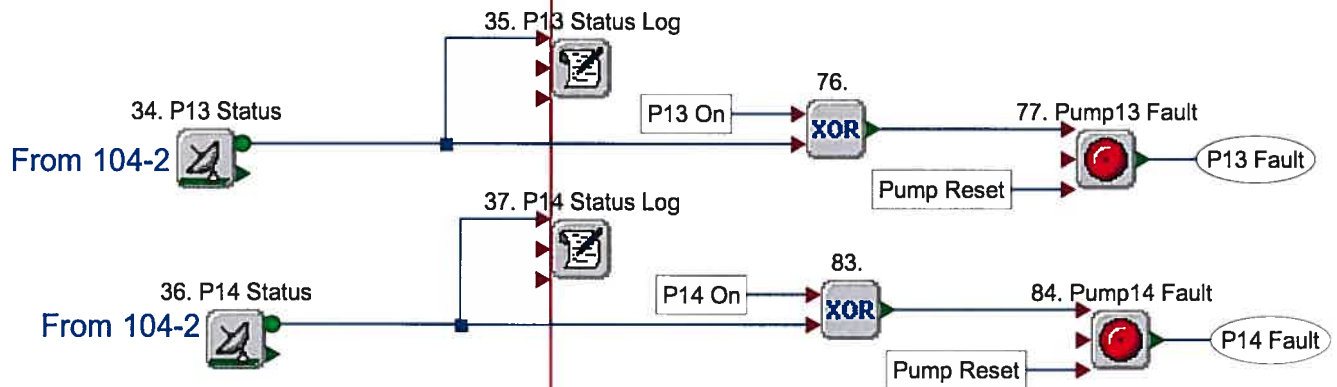 35. P13 Status Log
76.
34. P13 Status
P13 On
XOR
77. Pump13 Fault
From 104-2
P13 Fault
Pump Reset
37. P14 Status Log
83.
36. P14 Status
P14 On
XOR
84. Pump14 Fault
From 104-2
P14 Fault
Pump Reset